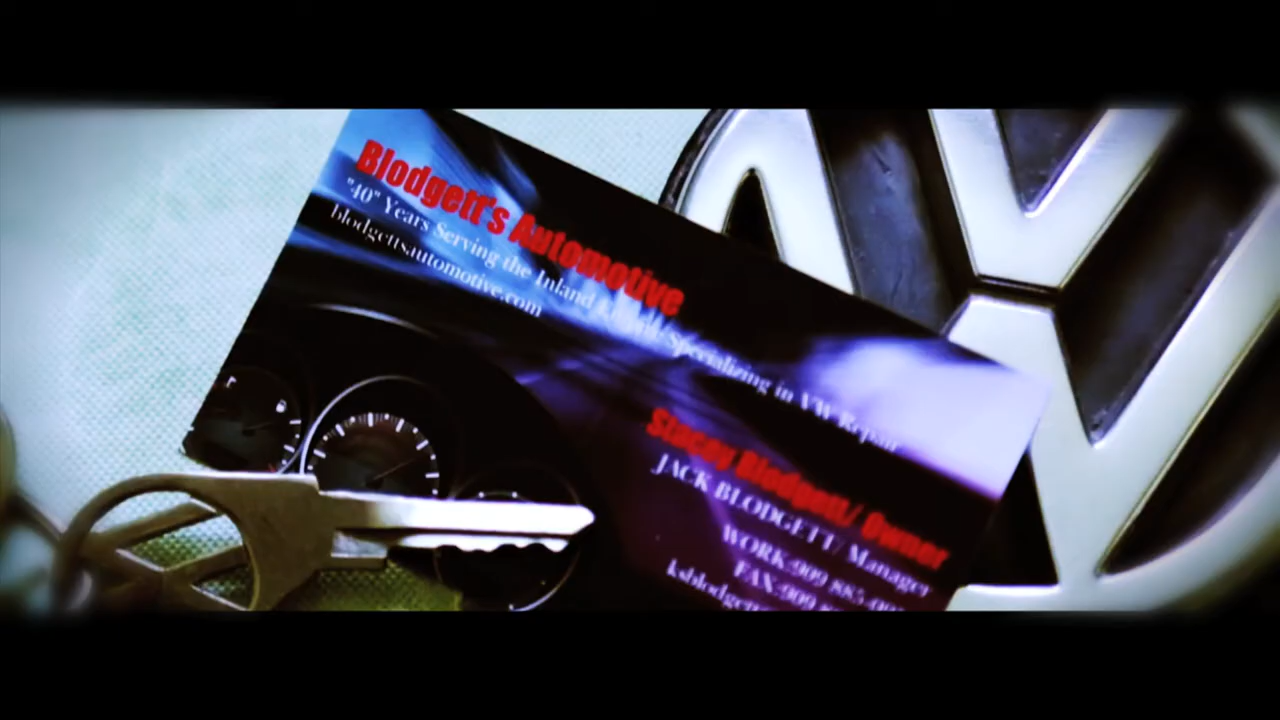 Blodgett's Automotive
"40" Years Serving the Inland Specializing in VW Repair
blodgettsautomotive.com
Stacey Blodgett/ Owner
JACK BLODGETT/ Manager
WORK:909 885-
FAX:909